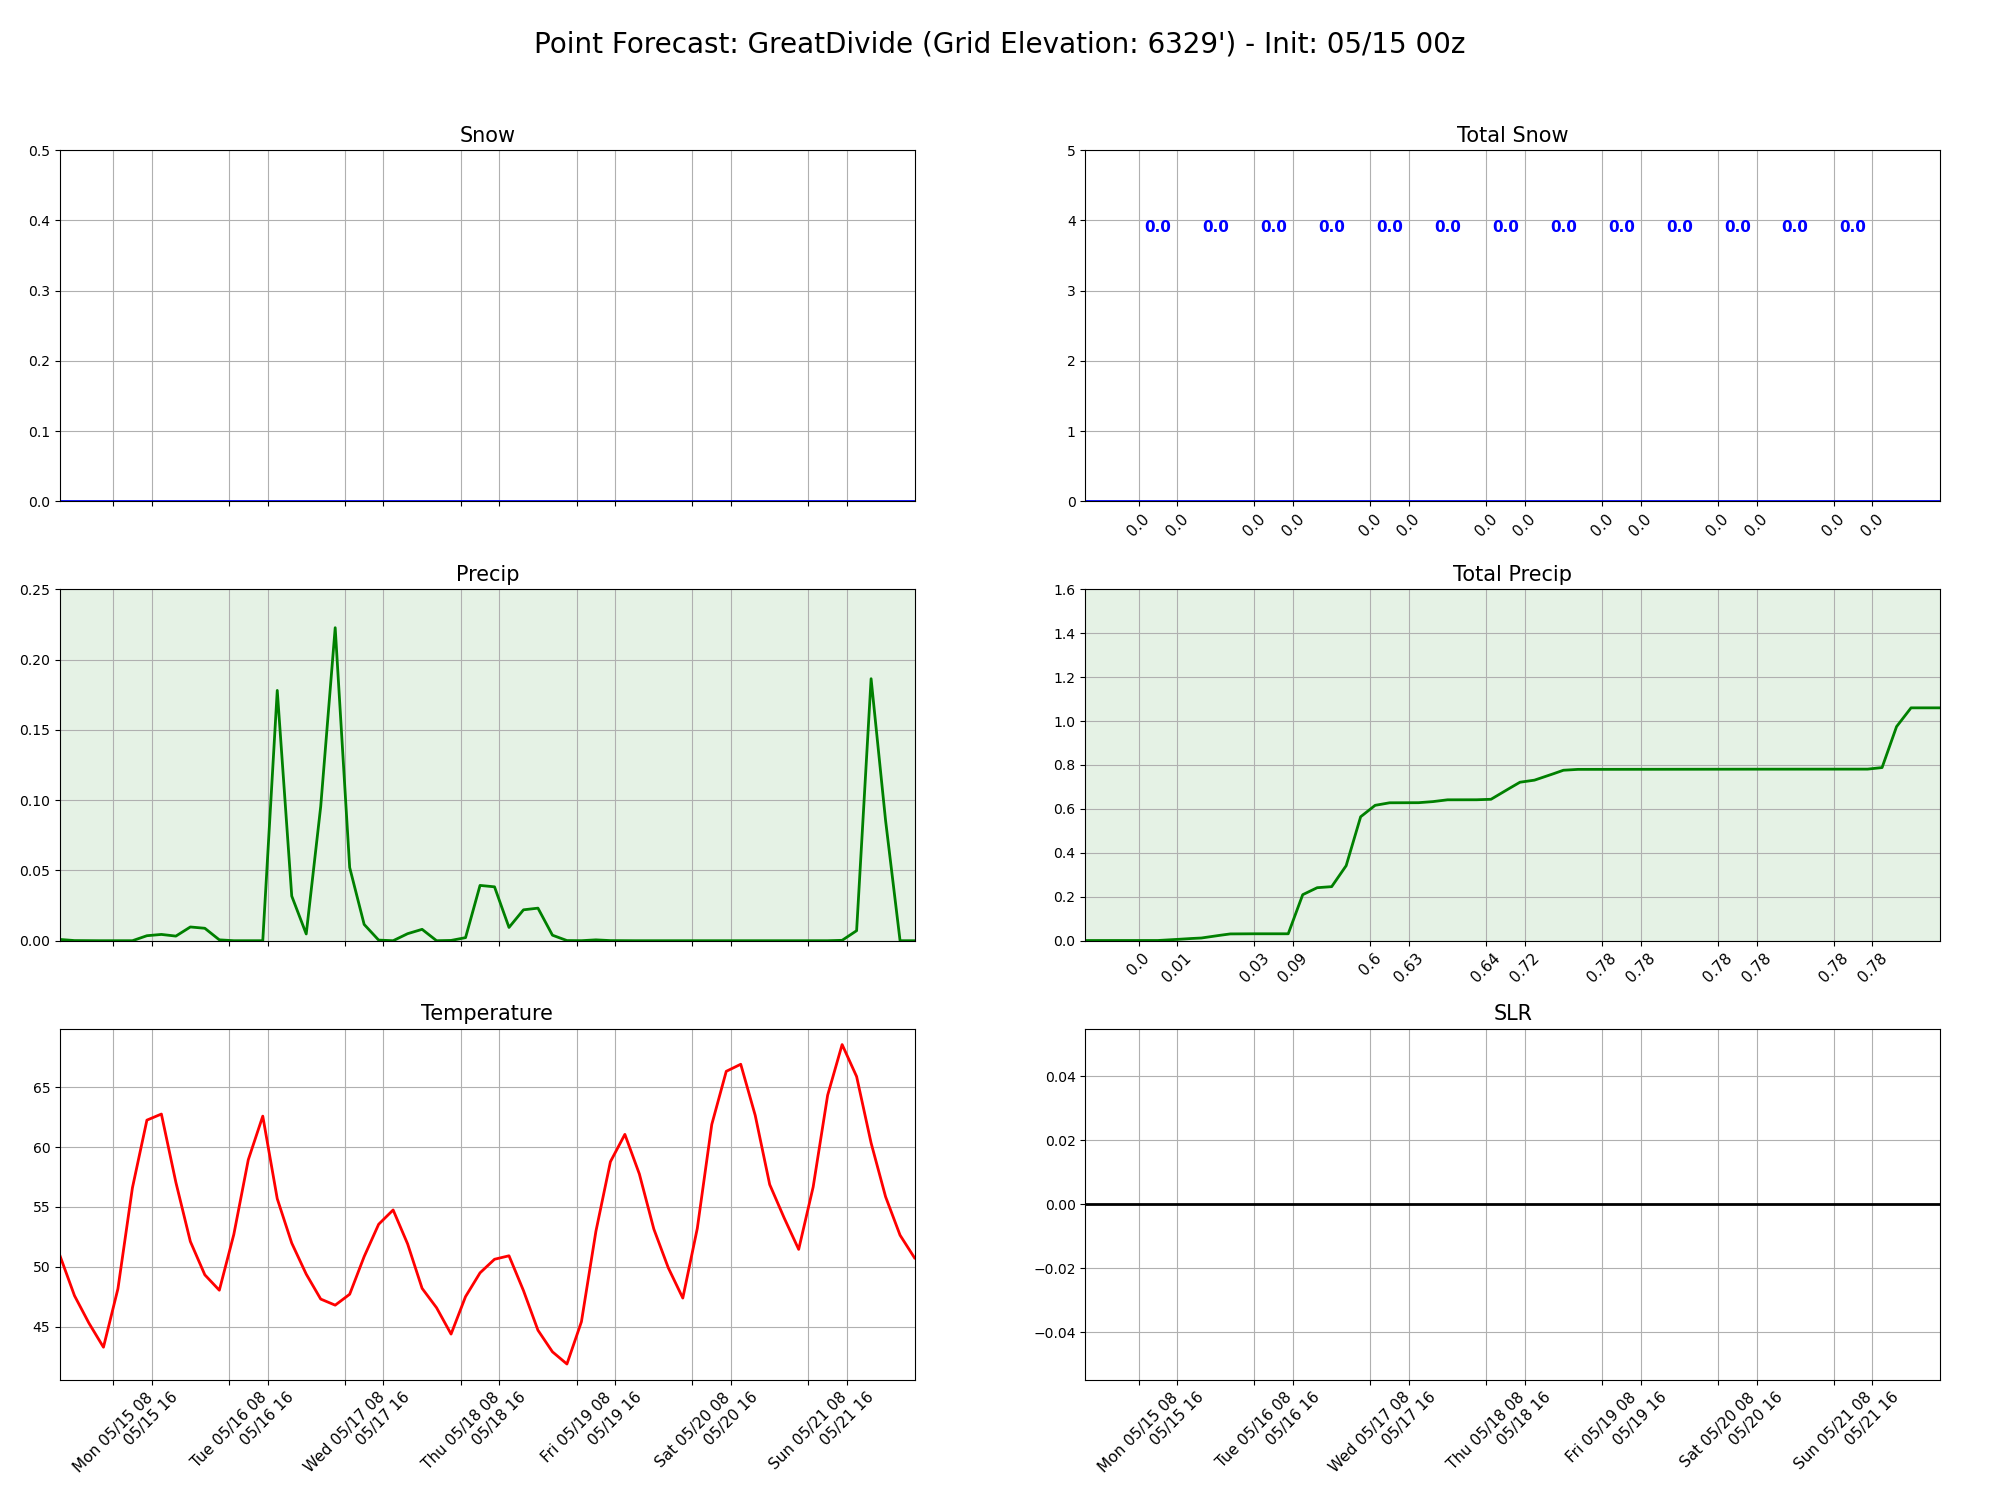 Point Forecast: GreatDivide (Grid Elevation: 6329') - Init: 05/15 00z
Snow
0.5
0.4
0.3
0.2
0.1
0.0
Total Snow
5
4
3
2
1
0
0.0 0.0 0.0 0.0 0.0 0.0 0.0 0.0 0.0 0.0 0.0 0.0 0.0
0.0 0.0 0.0 0.0 0.0 0.0 0.0 0.0 0.0 0.0 0.0 0.0 0.0 0.0
Precip
0.25
0.20
0.15
0.10
0.05
0.00
Total Precip
1.6
1.4
1.2
1.0
0.8
0.6
0.4
0.2
0.0
0.0 0.01 0.03 0.09 0.6 0.63 0.64 0.72 0.78 0.78 0.78 0.78 0.78 0.78
Temperature
65
60
55
50
45
Mon 05/15 08
05/15 16
Tue 05/16 08
05/16 16
Wed 05/17 08
05/17 16
Thu 05/18 08
05/18 16
Fri 05/19 08
05/19 16
Sat 05/20 08
05/20 16
Sun 05/21 08
05/21 16
SLR
0.04
0.02
0.00
−0.02
−0.04
Mon 05/15 08
05/15 16
Tue 05/16 08
05/16 16
Wed 05/17 08
05/17 16
Thu 05/18 08
05/18 16
Fri 05/19 08
05/19 16
Sat 05/20 08
05/20 16
Sun 05/21 08
05/21 16